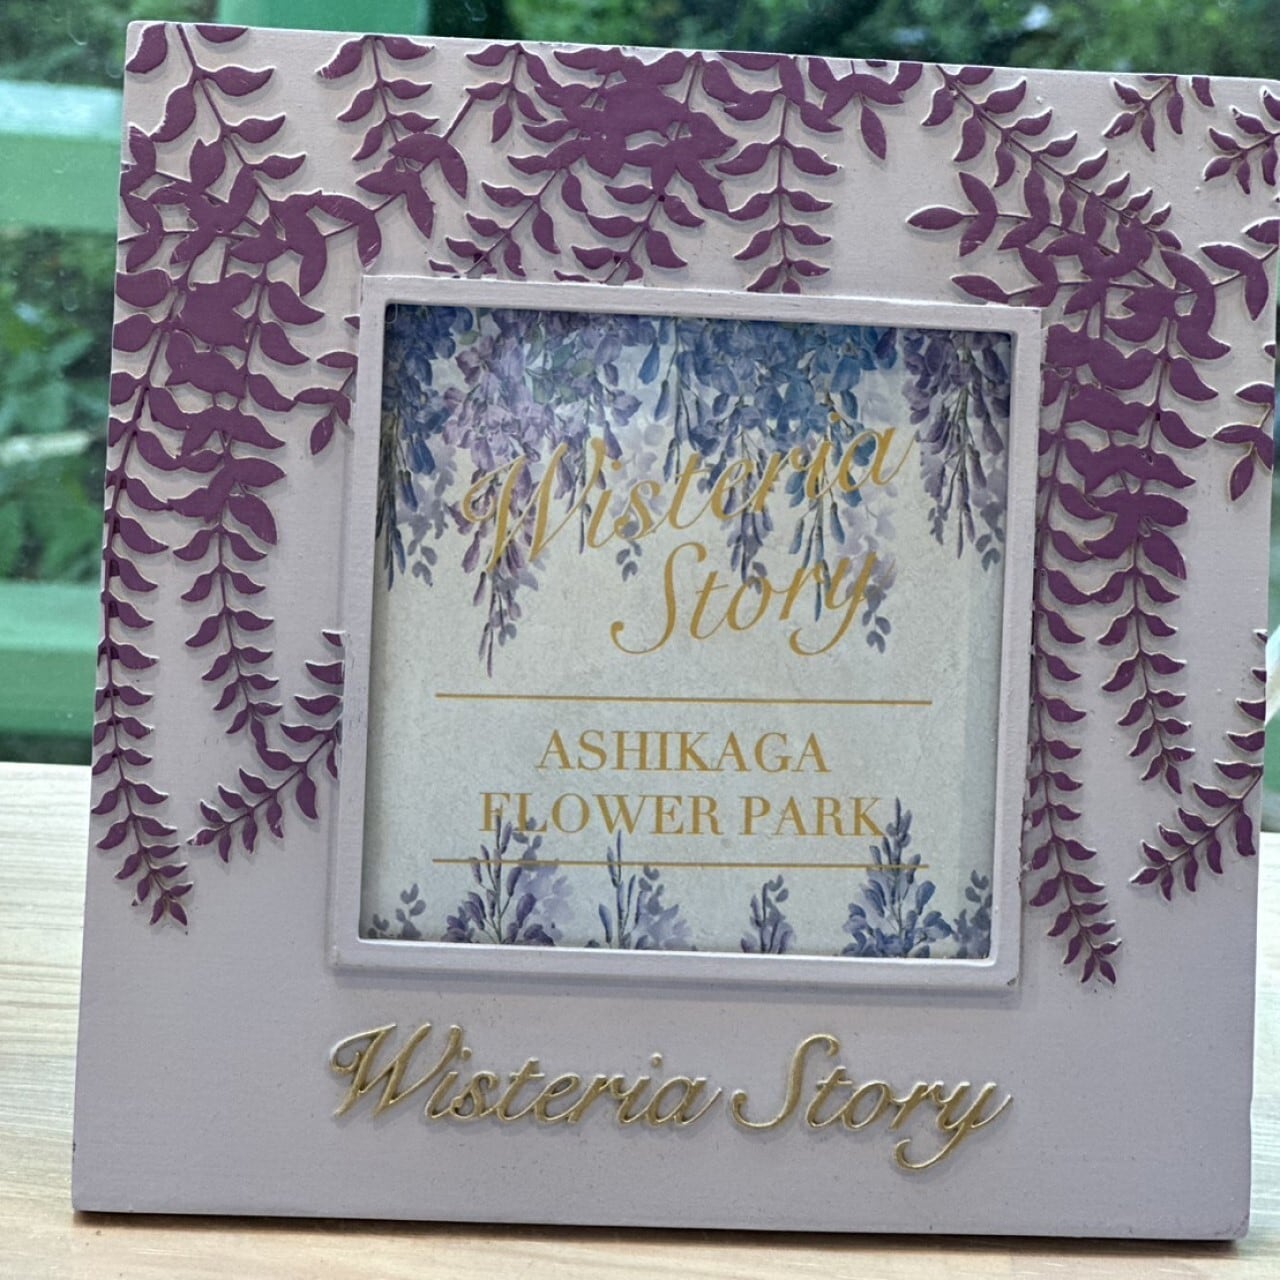 Wisteria
Story
ASHIKAGA
FLOWER PARK
Wisteria Story